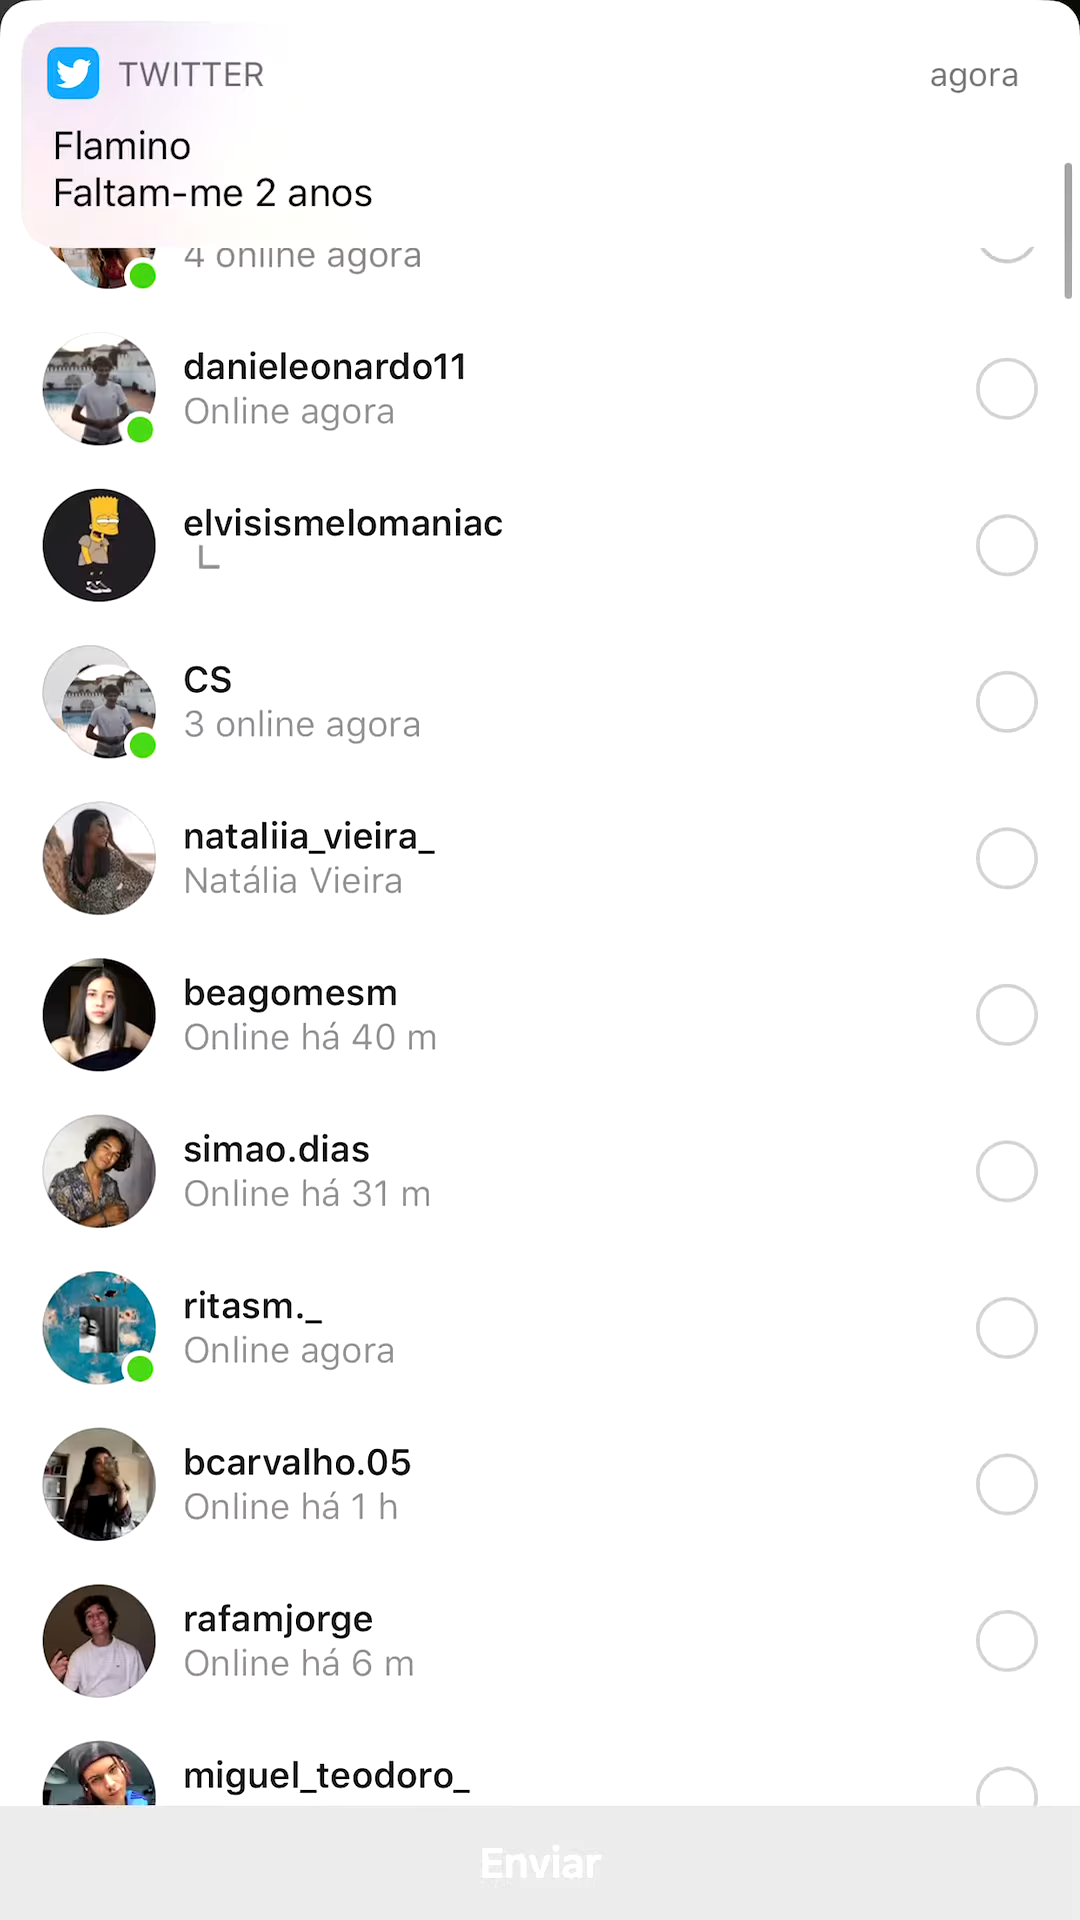 TWITTER
agora
Flamino
Faltam-me 2 anos
4 online agora
danieleonardo11
Online agora
elvisismelomaniac
CS
3 online agora
nataliia_vieira_
Natália Vieira
beagomesm
Online há 40 m
simao.dias
Online há 31 m
ritasm._
Online agora
bcarvalho.05
Online há 1 h
rafamjorge
Online há 6 m
miguel_teodoro_
Enviar